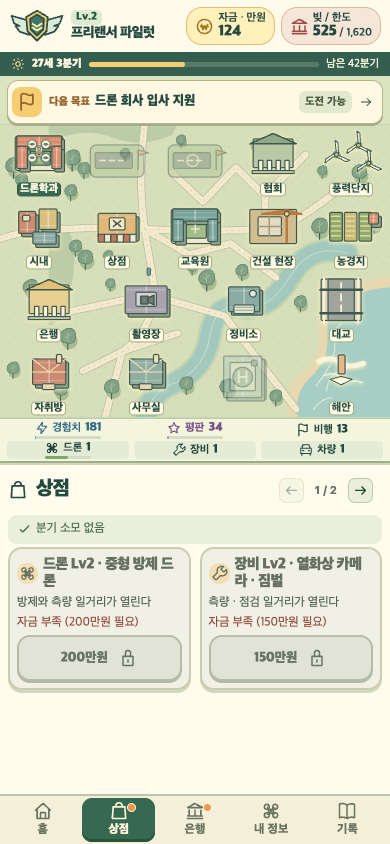 Lv.2
프리랜서 파일럿
자금 · 만원
124
빚 / 한도
525 / 1,620
27세 3분기
남은 42분기
다음 목표 드론 회사 입사 지원
도전 가능
드론학과
협회
풍력단지
시내
상점
교육원
건설 현장
농경지
은행
촬영장
정비소
대교
H
자취방
사무실
해안
경험치 181
평판 34
비행 13
드론 1
장비 1
차량 1
상점
1 / 2
분기 소모 없음
드론 Lv2 · 중형 방제 드
론
방제와 측량 일거리가 열린다
자금 부족 (200만원 필요)
200만원
장비 Lv2 · 열화상 카메
라 · 짐벌
측량 · 점검 일거리가 열린다
자금 부족 (150만원 필요)
150만원
홈
상점
은행
내 정보
기록